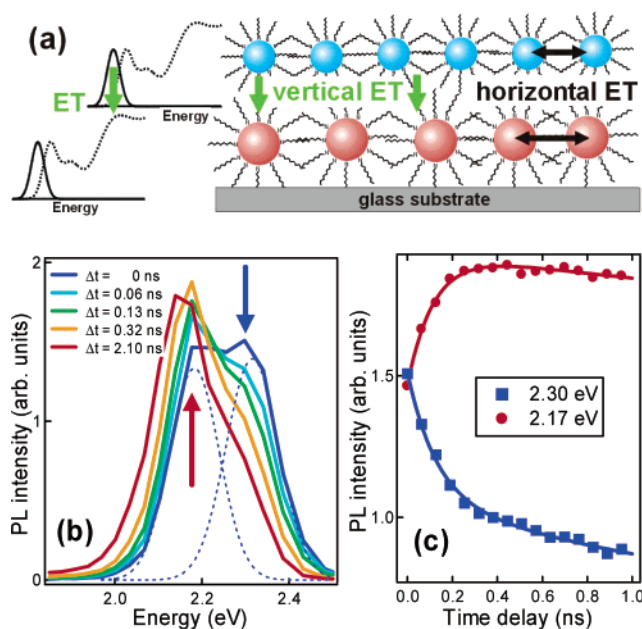 (a)
ET
Energy
Energy
vertical ET
horizontal ET
glass substrate
(b)
PL intensity (arb. units)
2
1
0
Δt = 0 ns
Δt = 0.06 ns
Δt = 0.13 ns
Δt = 0.32 ns
Δt = 2.10 ns
2.0
2.2
2.4
Energy (eV)
(c)
PL intensity (arb. units)
1.5
1.0
2.30 eV
2.17 eV
0.0
0.2
0.4
0.6
0.8
1.0
Time delay (ns)